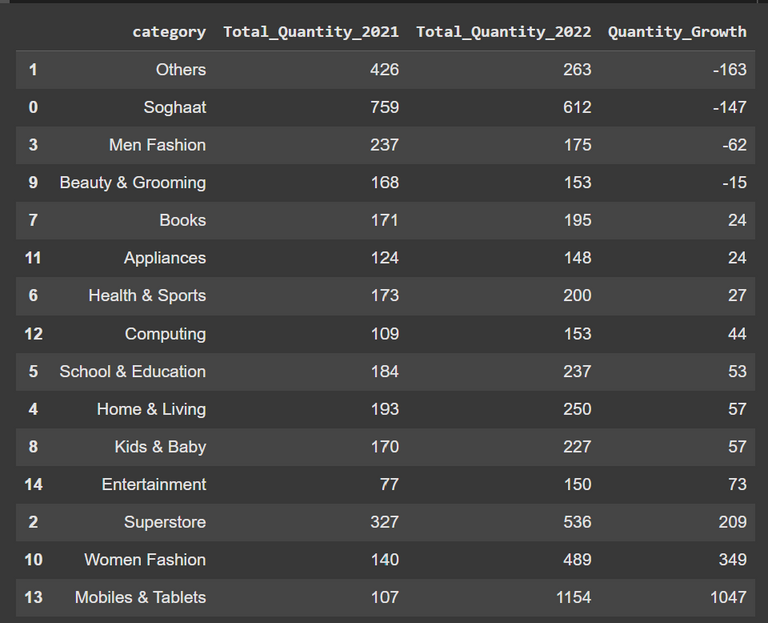 category Total_Quantity_2021 Total_Quantity_2022 Quantity_Growth
1 Others 426 263 -163
0 Soghaat 759 612 -147
3 Men Fashion 237 175 -62
9 Beauty & Grooming 168 153 -15
7 Books 171 195 24
11 Appliances 124 148 24
6 Health & Sports 173 200 27
12 Computing 109 153 44
5 School & Education 184 237 53
4 Home & Living 193 250 57
8 Kids & Baby 170 227 57
14 Entertainment 77 150 73
2 Superstore 327 536 209
10 Women Fashion 140 489 349
13 Mobiles & Tablets 107 1154 1047